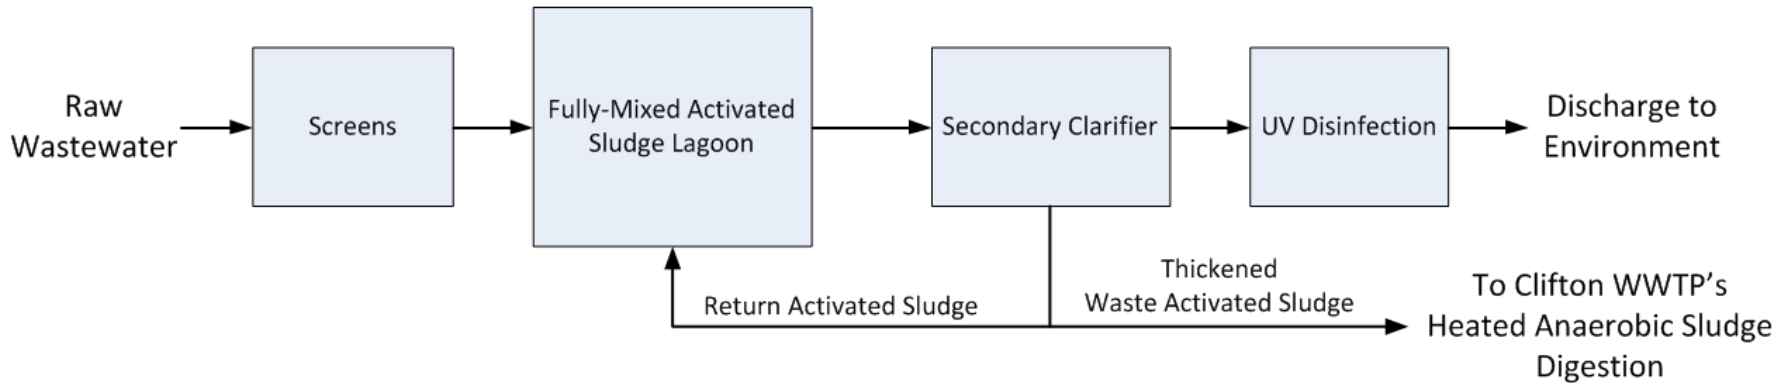 Raw
Wastewater
Screens
Fully-Mixed Activated
Sludge Lagoon
Secondary Clarifier
UV Disinfection
Discharge to
Environment
Return Activated Sludge
Thickened
Waste Activated Sludge
To Clifton WWTP’s
Heated Anaerobic Sludge
Digestion